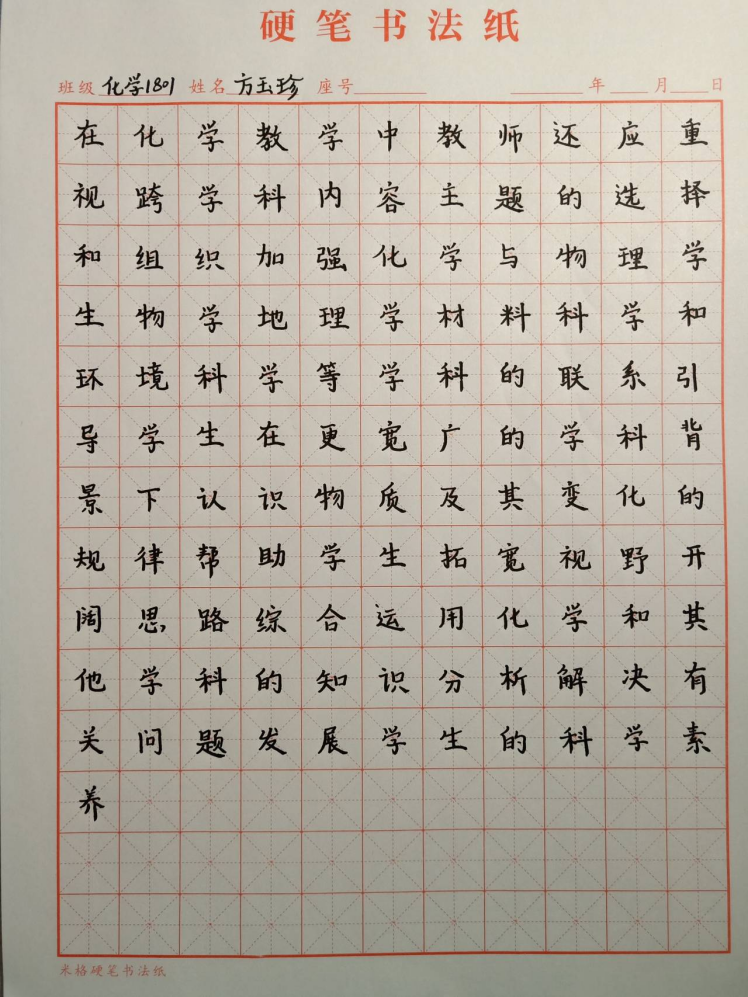 硬笔书法纸
班级 化学1801 姓名 方玉珍 座号 年 月 日
在化学教学中教师还应重
视跨学科内容主题的选择
和组织加强化学与物理学
生物学地理学材料科学和
环境科学等学科的联系引
导学生在更宽广的学科背
景下认识物质及其变化的
规律帮助学生拓宽视野开
阔思路综合运用化学和其
他学科的知识分析解决有
关问题发展学生的科学素
养
米格硬笔书法纸